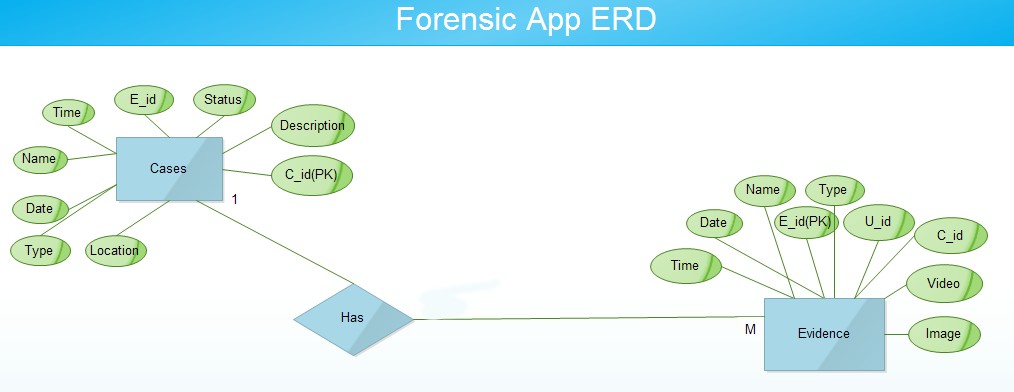 Forensic App ERD
E_id
Status
Time
Description
Name
Cases
C_id(PK)
1
Date
Type
Location
Name
Type
Date
E_id(PK)
U_id
C_id
Time
Video
Has
M
Evidence
Image